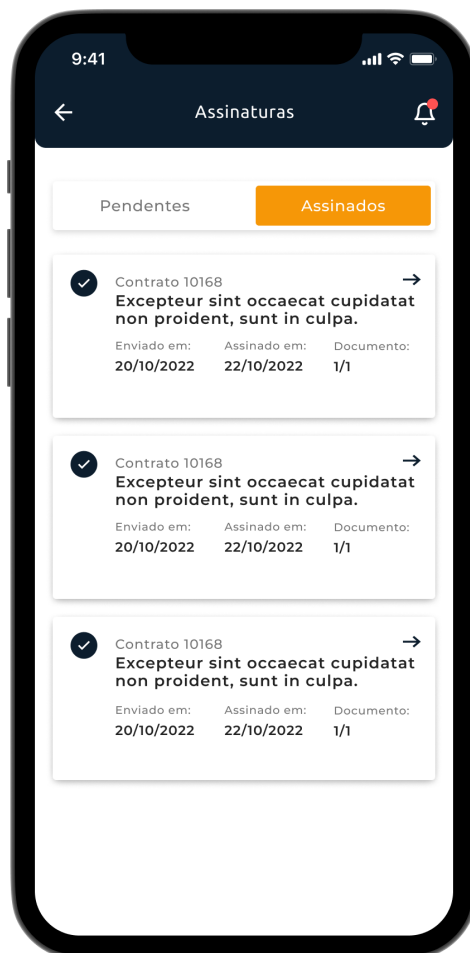 9:41
Assinaturas
Pendentes
Assinados
Contrato 10168
Excepteur sint occaecat cupidatat
non proident, sunt in culpa.
Enviado em: Assinado em: Documento:
20/10/2022 22/10/2022 1/1
Contrato 10168
Excepteur sint occaecat cupidatat
non proident, sunt in culpa.
Enviado em: Assinado em: Documento:
20/10/2022 22/10/2022 1/1
Contrato 10168
Excepteur sint occaecat cupidatat
non proident, sunt in culpa.
Enviado em: Assinado em: Documento:
20/10/2022 22/10/2022 1/1